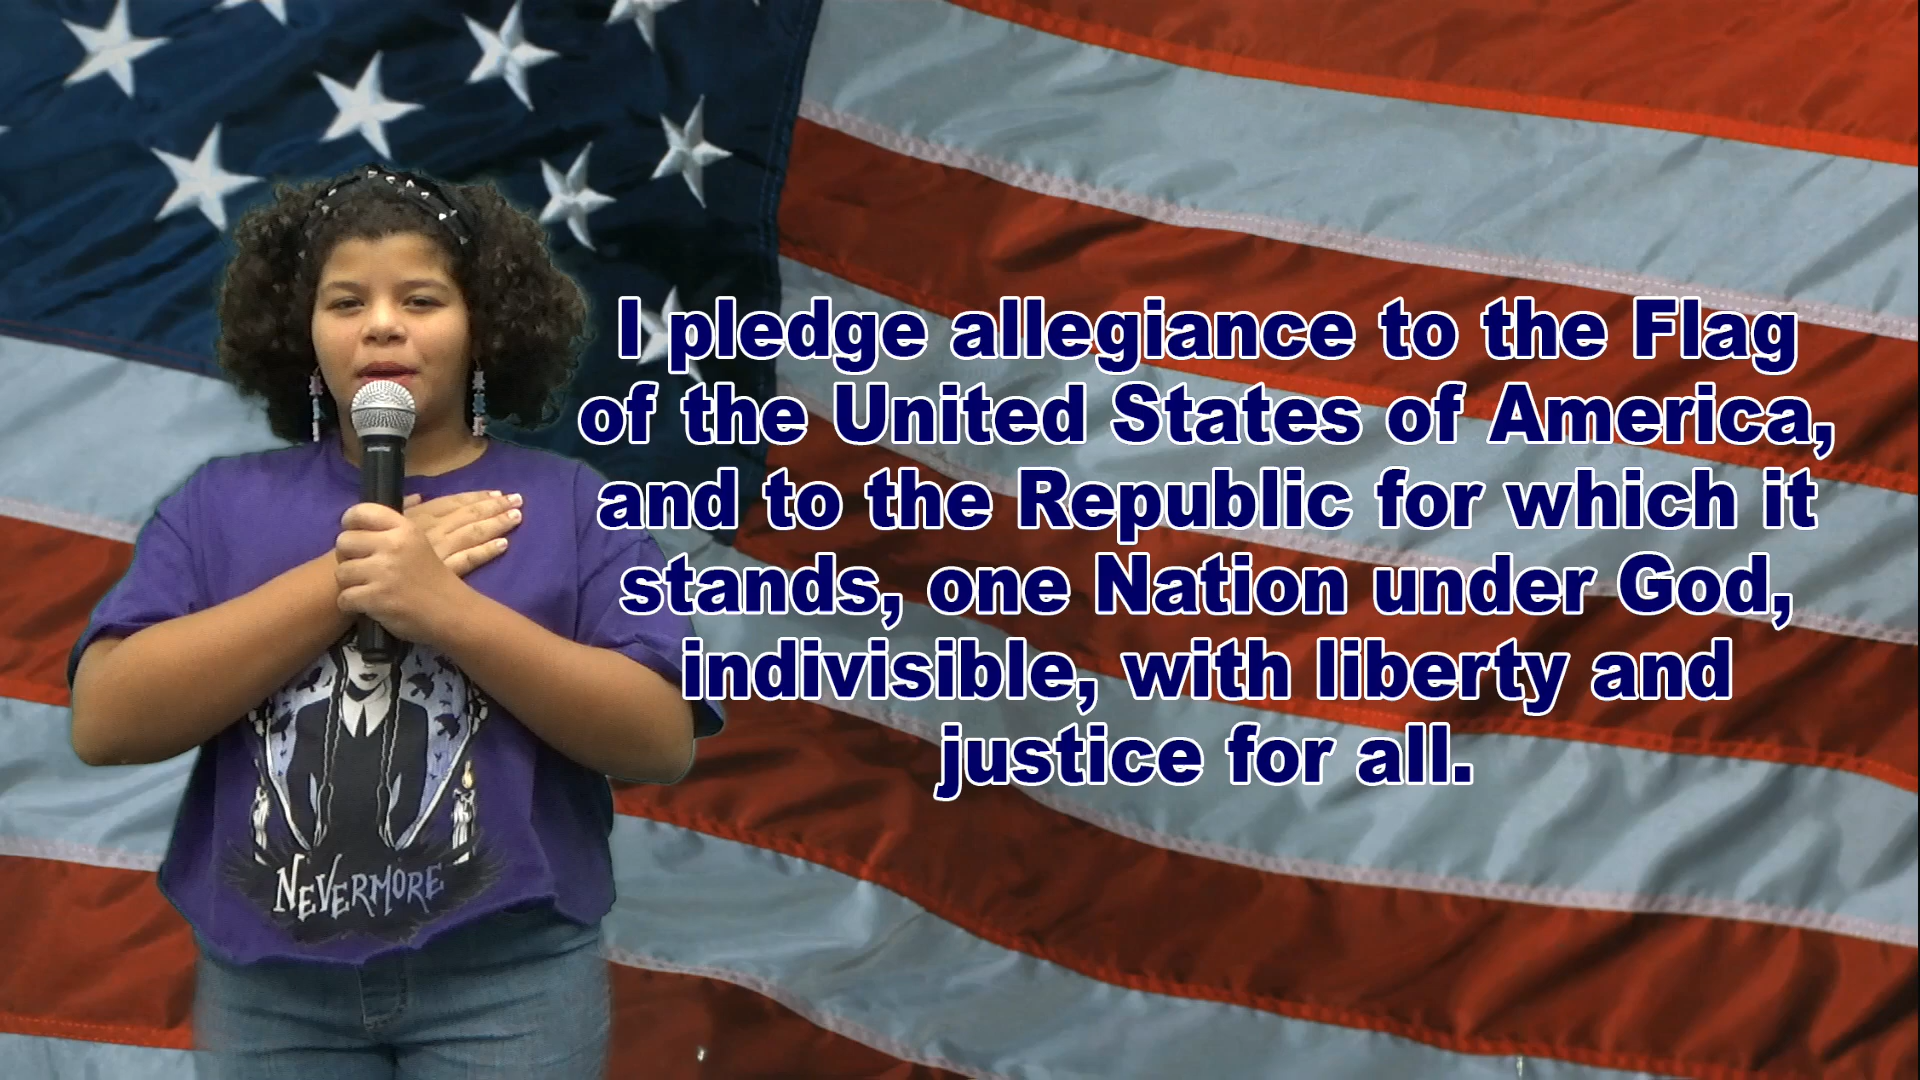 I pledge allegiance to the Flag
of the United States of America,
and to the Republic for which it
stands, one Nation under God,
indivisible, with liberty and
justice for all.
NEVERMORE